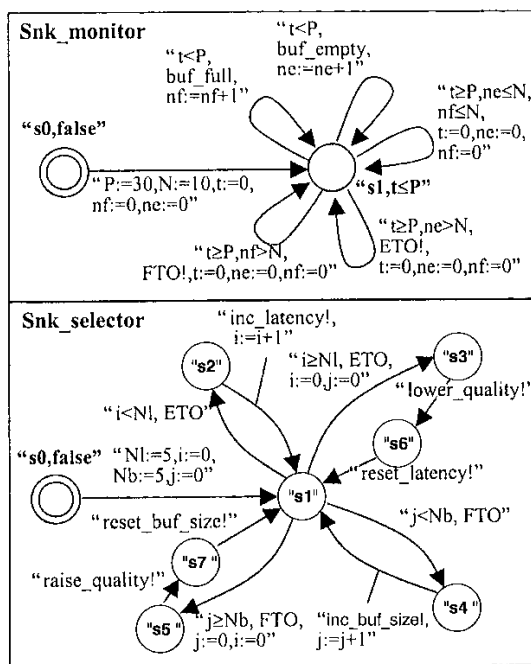 Snk_monitor
“t<P,
buf_full,
nf:=nf+1”
“t<P,
buf_empty,
ne:=ne+1”
“t≥P,ne≤N,
nf≤N,
t:=0,ne:=0,
nf:=0”
“s0,false”
“P:=30,N:=10,t:=0,
nf:=0,ne:=0”
“s1,t≤P”
“t≥P,nf>N,
FTO!,t:=0,ne:=0,nf:=0”
“t≥P,ne>N,
ETO!,
t:=0,ne:=0,nf:=0”
Snk_selector
“inc_latency!,
i:=i+1”
"s2"
“i≥Nl, ETO,
i:=0,j:=0”
"s3"
“lower_quality!”
“i<Nl, ETO”
"s6"
“reset_latency!”
“s0,false”
“Nl:=5,i:=0,
Nb:=5,j:=0”
"s1"
“reset_buf_size!”
“j<Nb, FTO”
"s7"
“raise_quality!”
"s5"
“j≥Nb, FTO,
j:=0,i:=0”
“inc_buf_size!,
j:=j+1”
"s4"